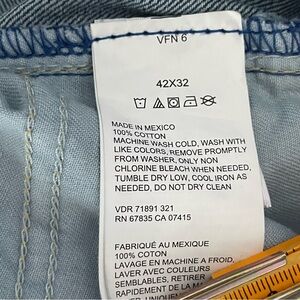 VFN 6
42X32
MADE IN MEXICO
100% COTTON
MACHINE WASH COLD, WASH WITH
LIKE COLORS, REMOVE PROMPTLY
FROM WASHER, ONLY NON
CHLORINE BLEACH WHEN NEEDED,
TUMBLE DRY LOW, COOL IRON AS
NEEDED, DO NOT DRY CLEAN
VDR 71891 321
RN 67835 CA 07415
FABRIQUÉ AU MEXIQUE
100% COTON
LAVAGE EN MACHINE A FROID,
LAVER AVEC COULEURS
SEMBLABLES, RETIRER
RAPIDEMENT DE LA